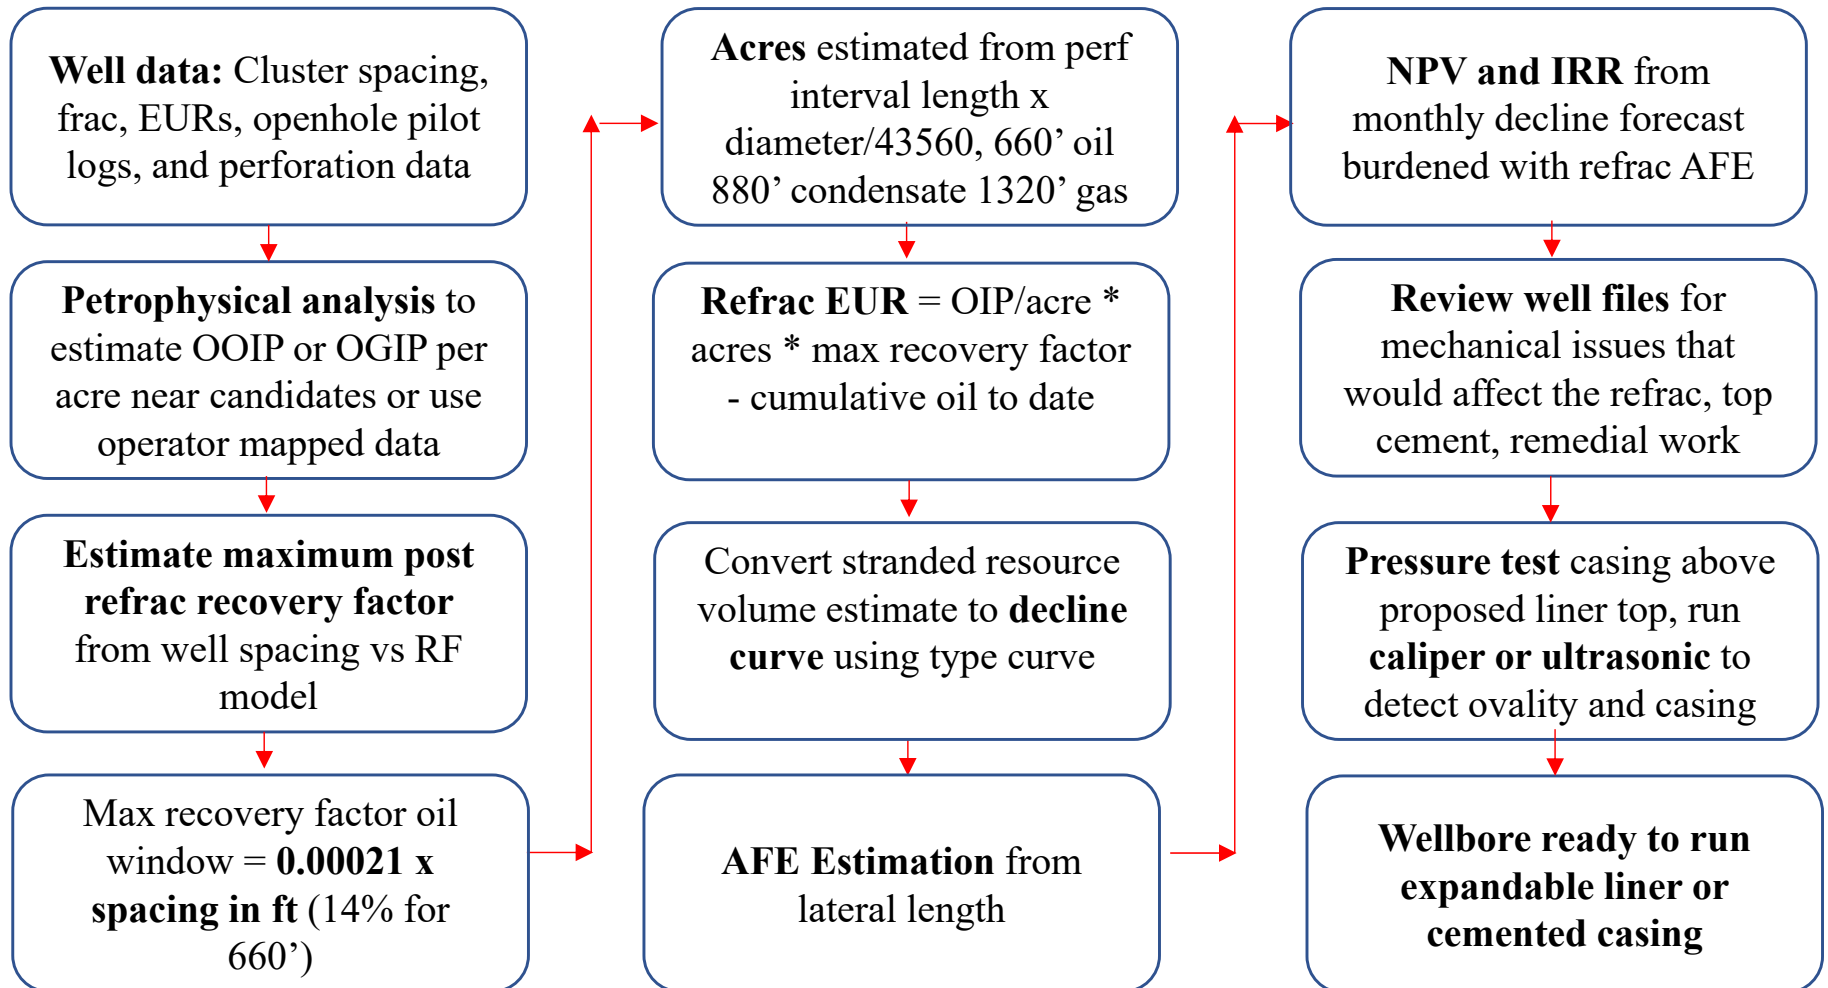 Well data: Cluster spacing,
frac, EURs, openhole pilot
logs, and perforation data
Petrophysical analysis to
estimate OOIP or OGIP per
acre near candidates or use
operator mapped data
Estimate maximum post
refrac recovery factor
from well spacing vs RF
model
Max recovery factor oil
window = 0.00021 x
spacing in ft (14% for
660’)
Acres estimated from perf
interval length x
diameter/43560, 660’ oil
880’ condensate 1320’ gas
Refrac EUR = OIP/acre *
acres * max recovery factor
- cumulative oil to date
Convert stranded resource
volume estimate to decline
curve using type curve
AFE Estimation from
lateral length
NPV and IRR from
monthly decline forecast
burdened with refrac AFE
Review well files for
mechanical issues that
would affect the refrac, top
cement, remedial work
Pressure test casing above
proposed liner top, run
caliper or ultrasonic to
detect ovality and casing
Wellbore ready to run
expandable liner or
cemented casing